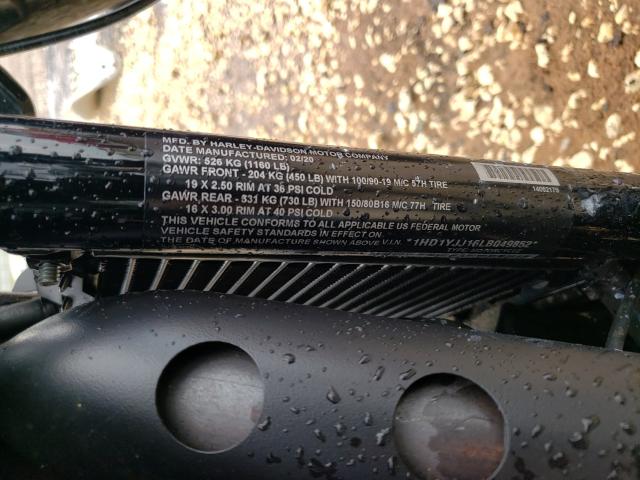 MFD. BY HARLEY-DAVIDSON MOTOR COMPANY
DATE MANUFACTURED: 02/20
GVWR: 526 KG (1160 LB)
GAWR FRONT - 204 KG (450 LB) WITH 100/90-19 M/C 57H TIRE
19 X 2.50 RIM AT 36 PSI COLD
GAWR REAR - 331 KG (730 LB) WITH 150/80B16 M/C 77H TIRE
16 X 3.00 RIM AT 40 PSI COLD
THIS VEHICLE CONFORMS TO ALL APPLICABLE US FEDERAL MOTOR
VEHICLE SAFETY STANDARDS IN EFFECT ON
THE DATE OF MANUFACTURE SHOWN ABOVE V.I.N. *1HD1YJJ16LB049852*
TYPE: MOTORCYCLE
14052179